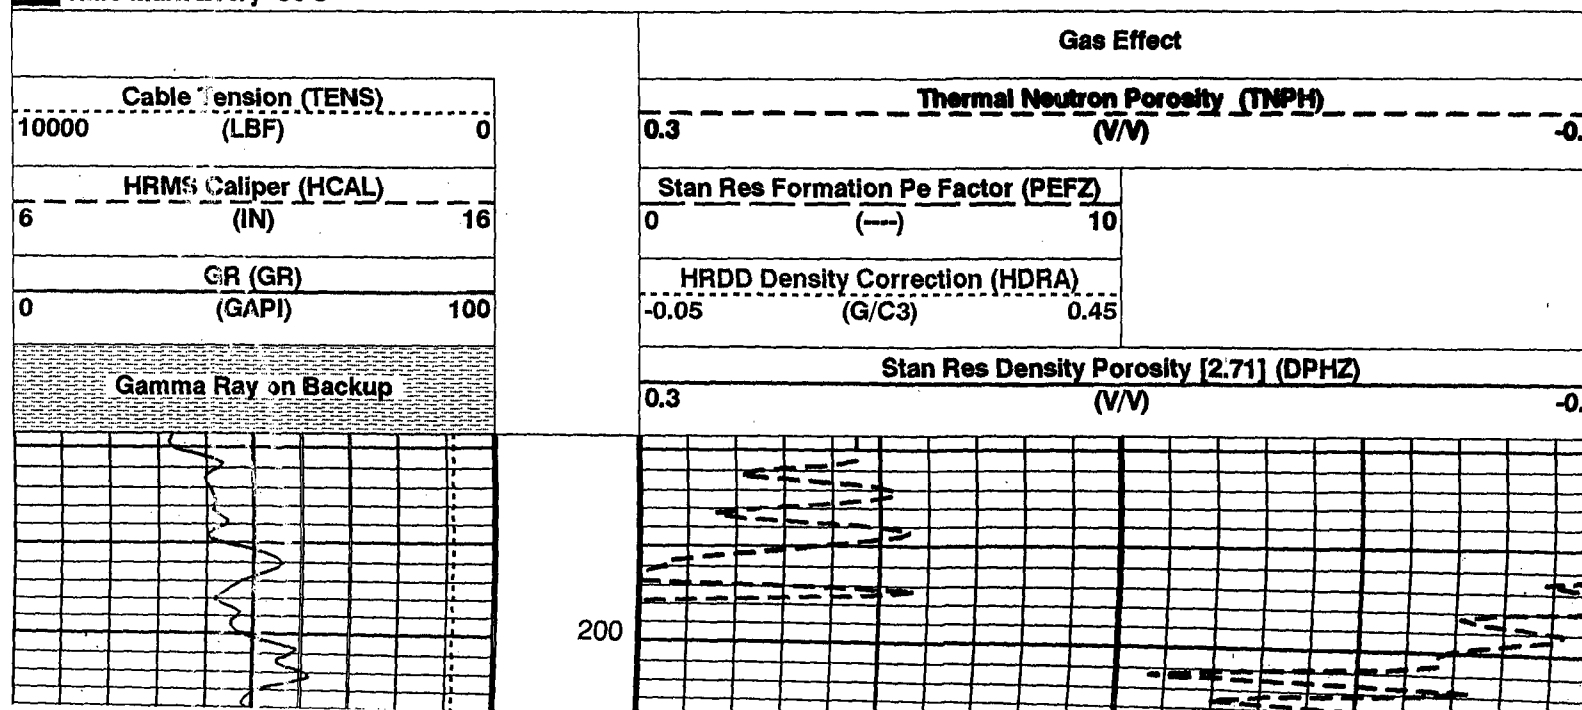 Gas Effect
Cable Tension (TENS)
10000 (LBF) 0
Thermal Neutron Porosity (TNPH)
0.3 (V/V) -0.
HRMS Caliper (HCAL)
6 (IN) 16
Stan Res Formation Pe Factor (PEFZ)
0 (----) 10
GR (GR)
0 (GAPI) 100
HRDD Density Correction (HDRA)
-0.05 (G/C3) 0.45
Gamma Ray on Backup
Stan Res Density Porosity [2.71] (DPHZ)
0.3 (V/V) -0.
200